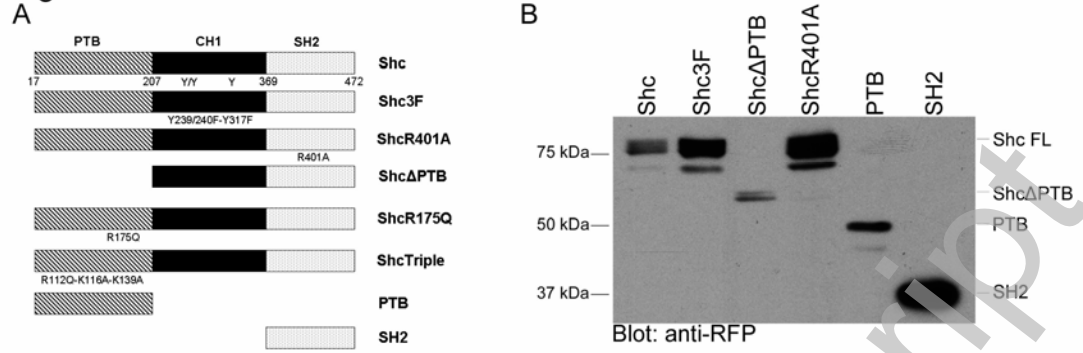 A
PTB CH1 SH2
Shc
17 207 Y/Y Y 369 472
Shc3F
Y239/240F-Y317F
ShcR401A
R401A
ShcΔPTB
ShcR175Q
R175Q
ShcTriple
R112Q-K116A-K139A
PTB
SH2
B
Shc
Shc3F
ShcΔPTB
ShcR401A
PTB
SH2
75 kDa
50 kDa
37 kDa
Shc FL
ShcΔPTB
PTB
SH2
Blot: anti-RFP
ript